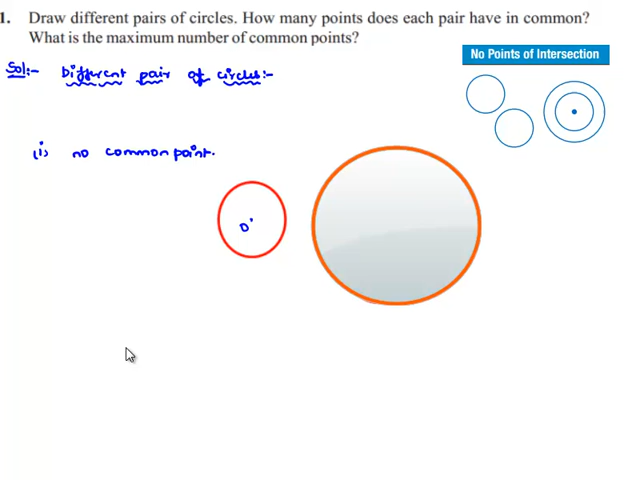 1. Draw different pairs of circles. How many points does each pair have in common?
What is the maximum number of common points?
No Points of Intersection
Sol:- Different pair of circles:-
(i) no common point.
O'